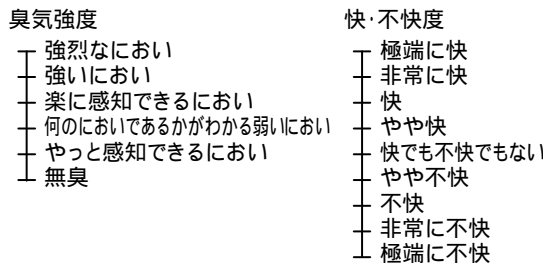 臭気強度
強烈なにおい
強いにおい
楽に感知できるにおい
何のにおいであるかがわかる弱いにおい
やっと感知できるにおい
無臭
快・不快度
極端に快
非常に快
快
やや快
快でも不快でもない
やや不快
不快
非常に不快
極端に不快